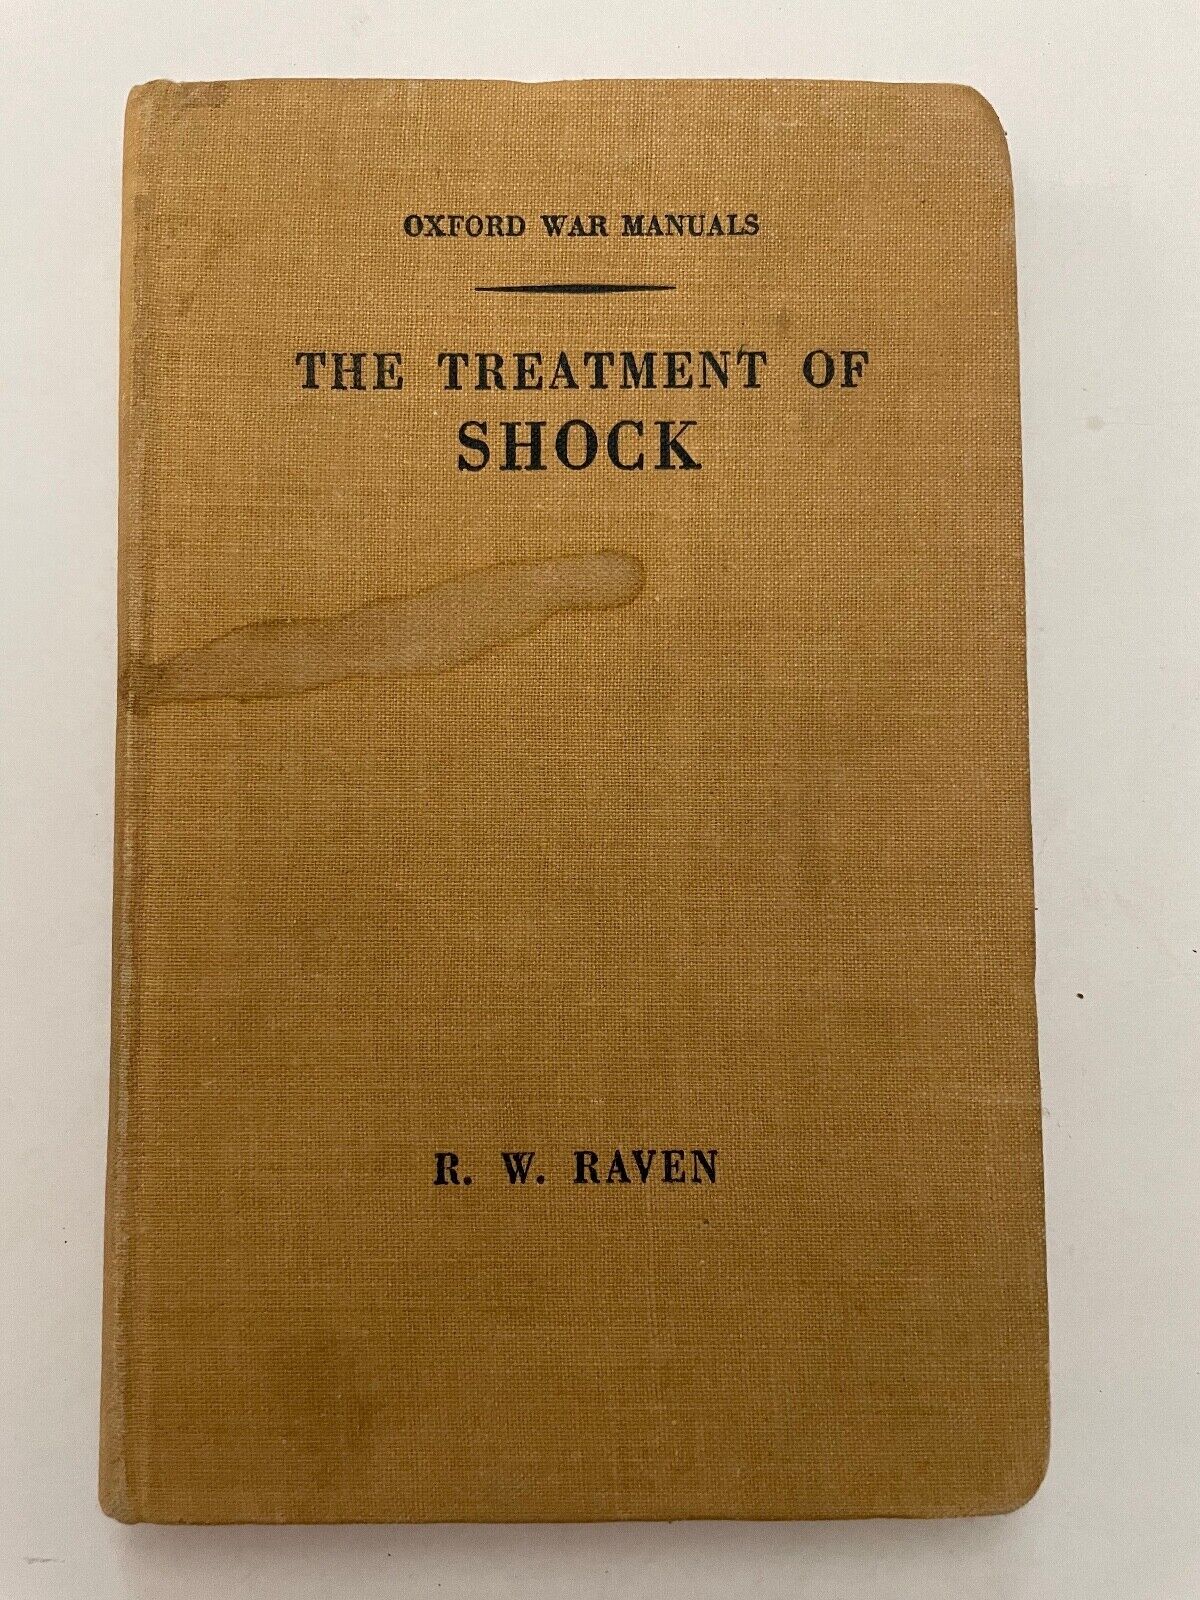 OXFORD WAR MANUALS
THE TREATMENT OF
SHOCK
R. W. RAVEN